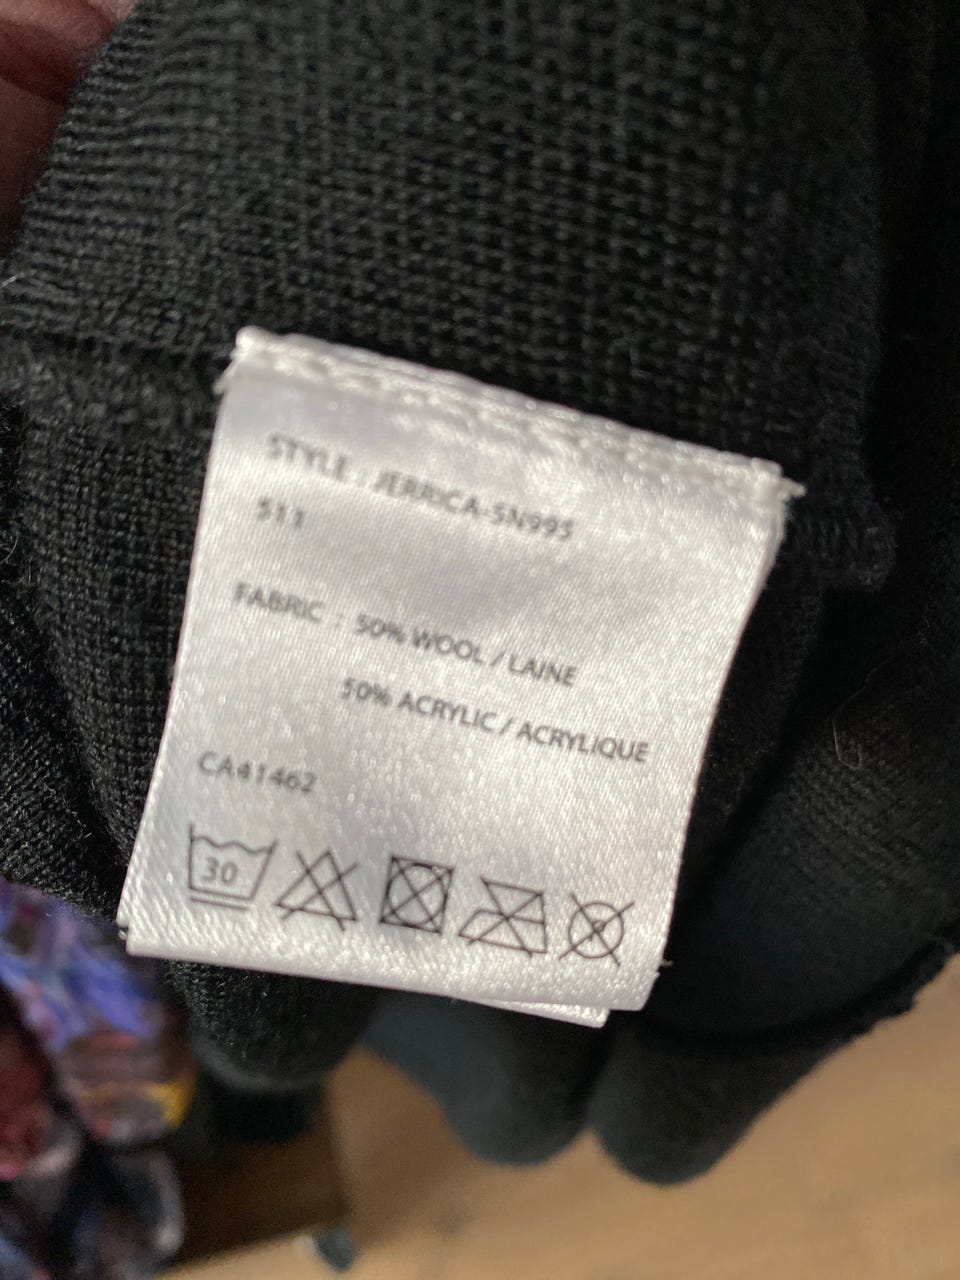 STYLE : JERRICA-SN995
511
FABRIC : 50% WOOL / LAINE
50% ACRYLIC / ACRYLIQUE
CA41462
30